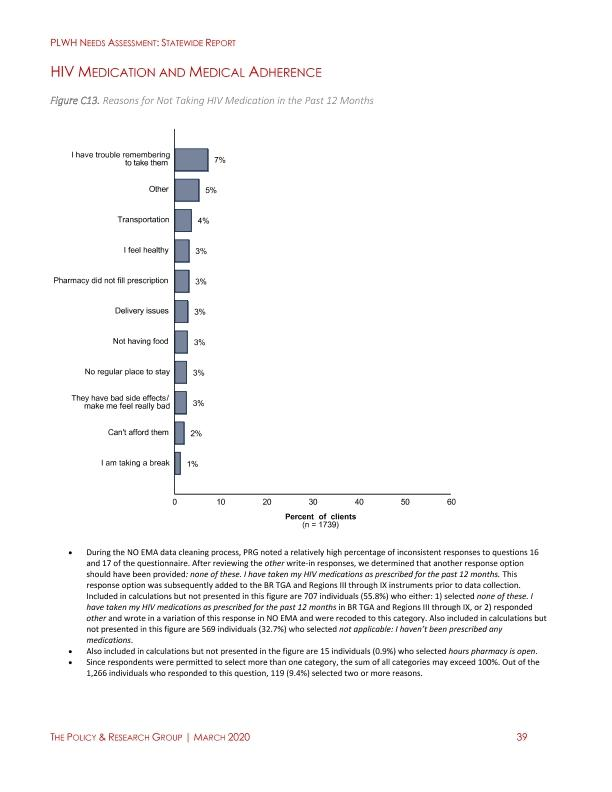 PLWH NEEDS ASSESSMENT: STATEWIDE REPORT
HIV MEDICATION AND MEDICAL ADHERENCE
Figure C13. Reasons for Not Taking HIV Medication in the Past 12 Months
I have trouble remembering
to take them
7%
Other
5%
Transportation
4%
I feel healthy
3%
Pharmacy did not fill prescription
3%
Delivery issues
3%
Not having food
3%
No regular place to stay
3%
They have bad side effects/
make me feel really bad
3%
Can't afford them
2%
I am taking a break
1%
0 10 20 30 40 50 60
Percent of clients
(n = 1739)
• During the NO EMA data cleaning process, PRG noted a relatively high percentage of inconsistent responses to questions 16
and 17 of the questionnaire. After reviewing the other write-in responses, we determined that another response option
should have been provided: none of these. I have taken my HIV medications as prescribed for the past 12 months. This
response option was subsequently added to the BR TGA and Regions III through IX instruments prior to data collection.
Included in calculations but not presented in this figure are 707 individuals (55.8%) who either: 1) selected none of these. I
have taken my HIV medications as prescribed for the past 12 months in BR TGA and Regions III through IX, or 2) responded
other and wrote in a variation of this response in NO EMA and were recoded to this category. Also included in calculations but
not presented in this figure are 569 individuals (32.7%) who selected not applicable: I haven't been prescribed any
medications.
• Also included in calculations but not presented in the figure are 15 individuals (0.9%) who selected hours pharmacy is open.
• Since respondents were permitted to select more than one category, the sum of all categories may exceed 100%. Out of the
1,266 individuals who responded to this question, 119 (9.4%) selected two or more reasons.
THE POLICY & RESEARCH GROUP | MARCH 2020 39